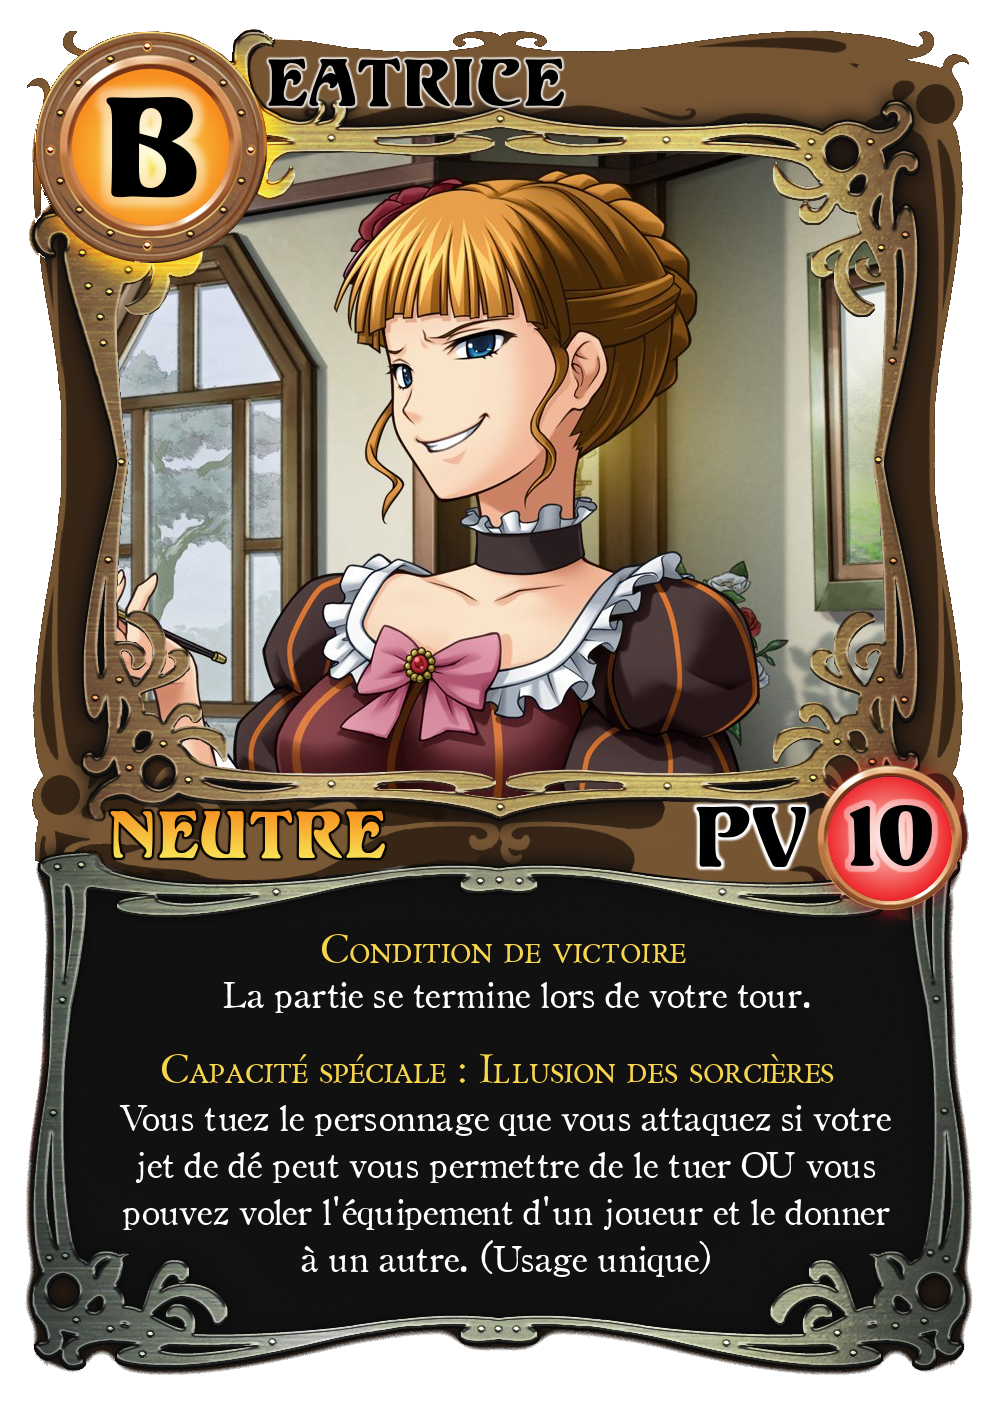 BEATRICE
NEUTRE
PV 10
Condition de victoire
La partie se termine lors de votre tour.
Capacité spéciale : Illusion des sorcières
Vous tuez le personnage que vous attaquez si votre
jet de dé peut vous permettre de le tuer OU vous
pouvez voler l'équipement d'un joueur et le donner
à un autre. (Usage unique)